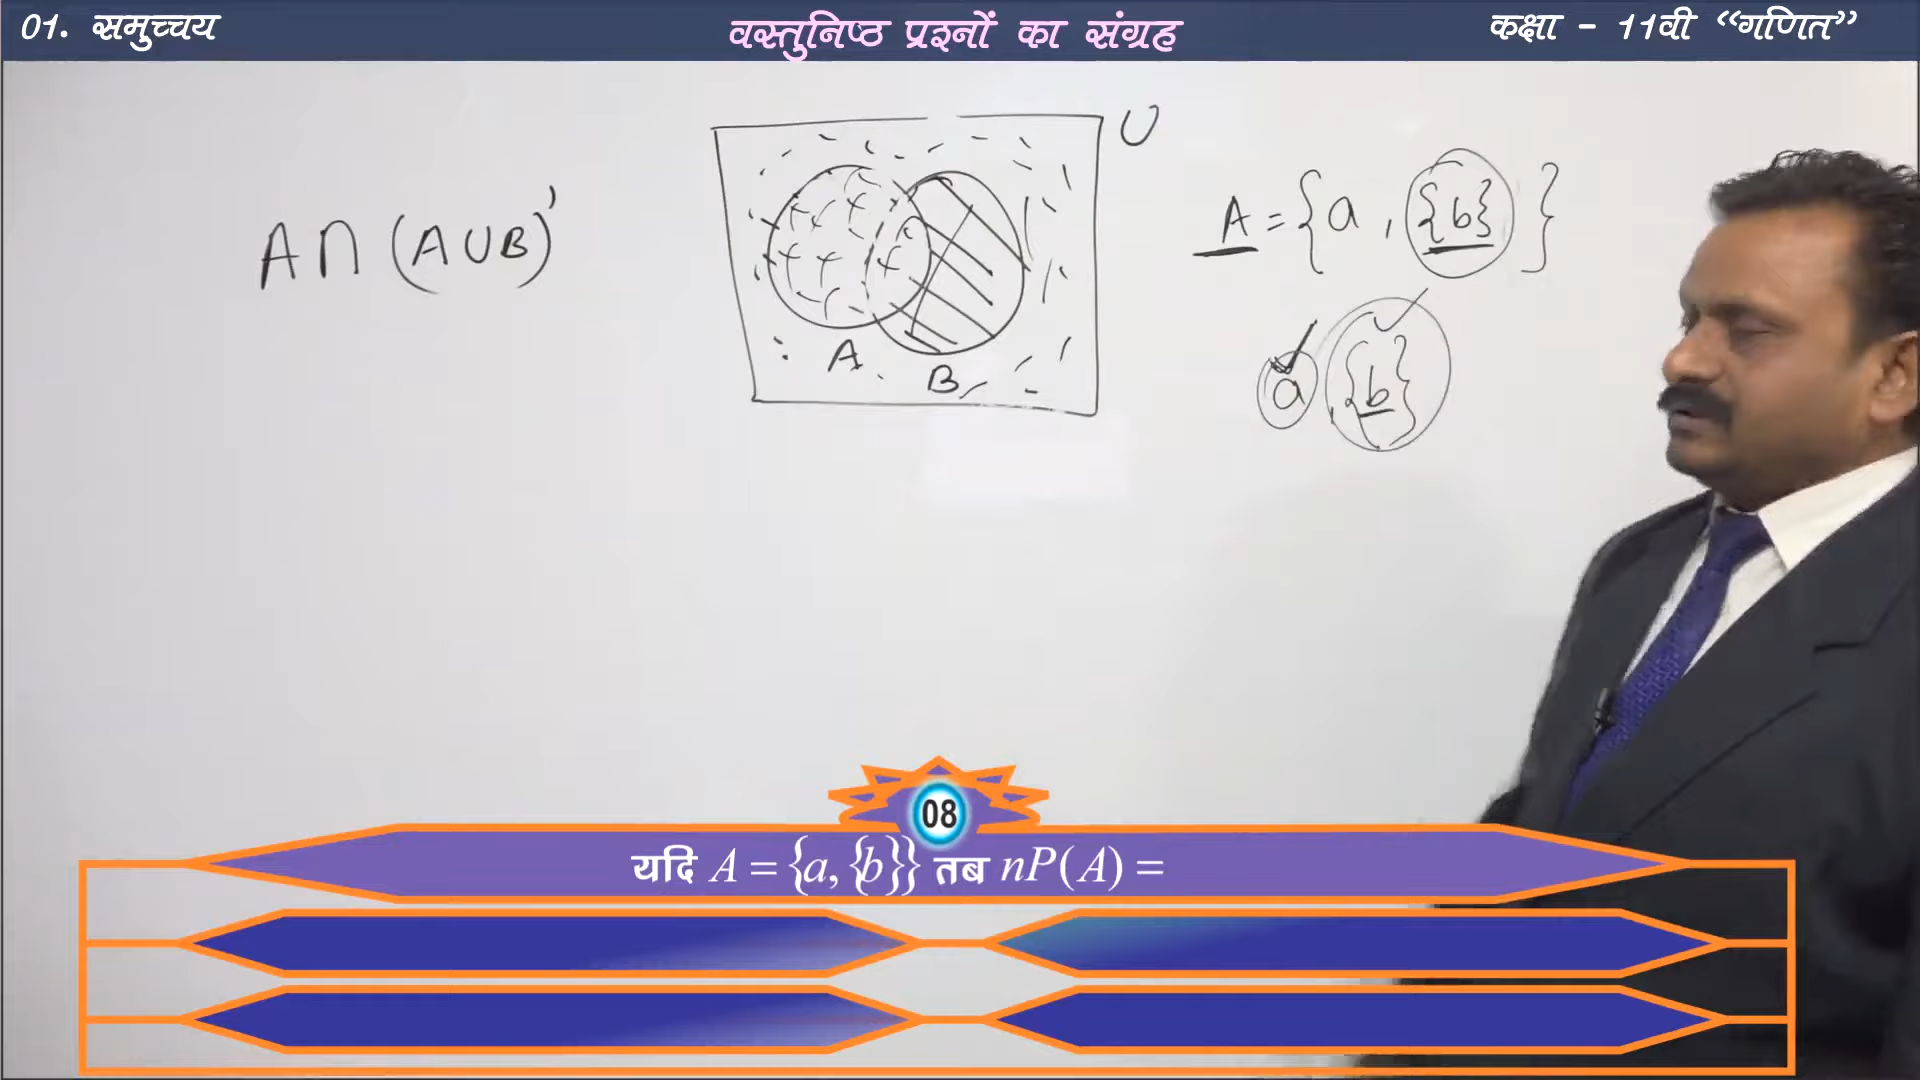 01. समुच्चय
वस्तुनिष्ठ प्रश्नों का संग्रह
कक्षा - 11वी “गणित”
A∩(A∪B)'
U
A
B
A={a,{b}}
a {b}
08
यदि A = {a, {b}} तब nP(A) =